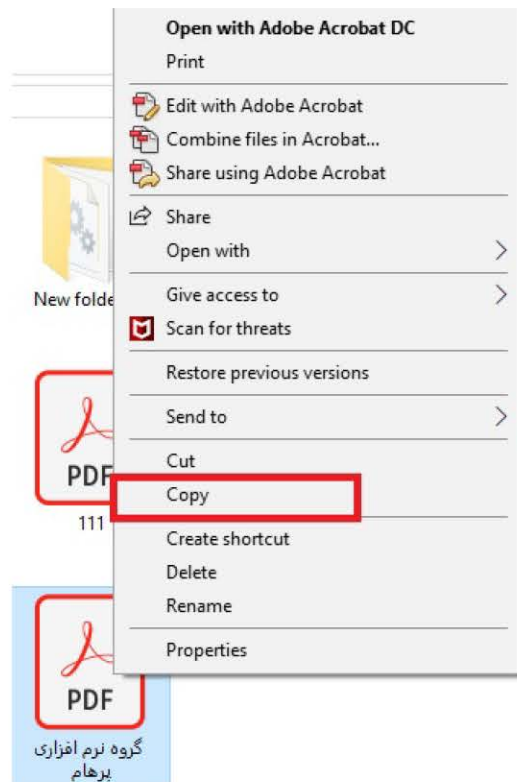 Open with Adobe Acrobat DC
Print
Edit with Adobe Acrobat
Combine files in Acrobat...
Share using Adobe Acrobat
Share
Open with
Give access to
Scan for threats
Restore previous versions
Send to
Cut
Copy
Create shortcut
Delete
Rename
Properties
New folde
PDF
111
PDF
گروه نرم افزاری
پرهام